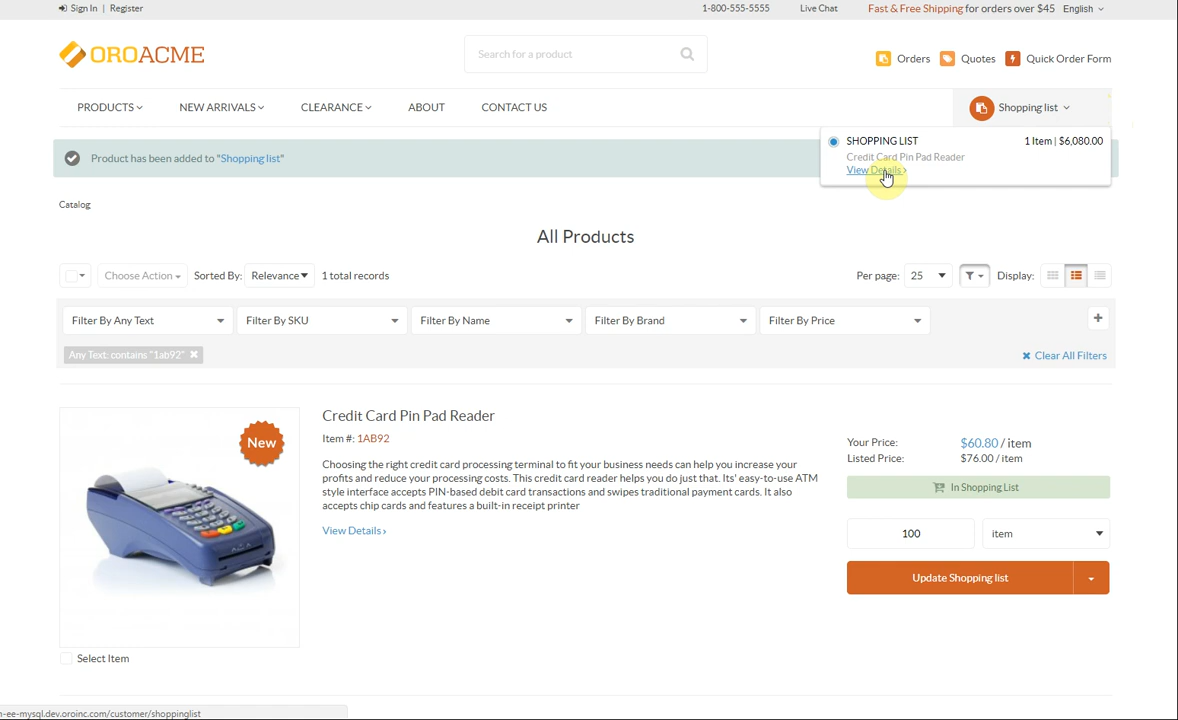 Sign In | Register
1-800-555-5555
Live Chat
Fast & Free Shipping for orders over $45
English
OROACME
Search for a product
Orders
Quotes
Quick Order Form
PRODUCTS
NEW ARRIVALS
CLEARANCE
ABOUT
CONTACT US
Shopping list
SHOPPING LIST
1 Item | $6,080.00
Credit Card Pin Pad Reader
View Details ›
Product has been added to "Shopping list"
Catalog
All Products
Choose Action
Sorted By: Relevance
1 total records
Per page: 25
Display:
Filter By Any Text
Filter By SKU
Filter By Name
Filter By Brand
Filter By Price
+
Any Text: contains "1ab92" ×
× Clear All Filters
New
Credit Card Pin Pad Reader
Item #: 1AB92
Choosing the right credit card processing terminal to fit your business needs can help you increase your
profits and reduce your processing costs. This credit card reader helps you do just that. Its' easy-to-use ATM
style interface accepts PIN-based debit card transactions and swipes traditional payment cards. It also
accepts chip cards and features a built-in receipt printer
View Details ›
Your Price: $60.80 / item
Listed Price: $76.00 / item
In Shopping List
100
item
Update Shopping list
Select Item
n-ee-mysql.dev.oroinc.com/customer/shoppinglist